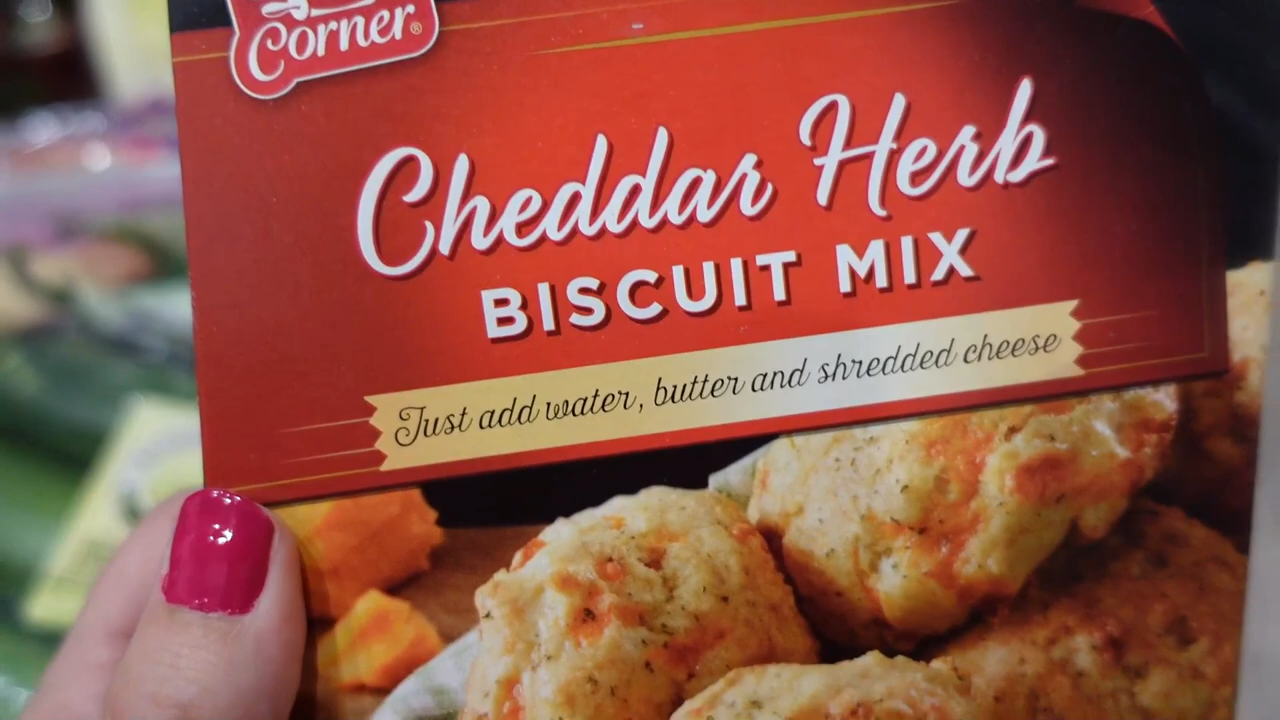 Corner®
Cheddar Herb
BISCUIT MIX
Just add water, butter and shredded cheese